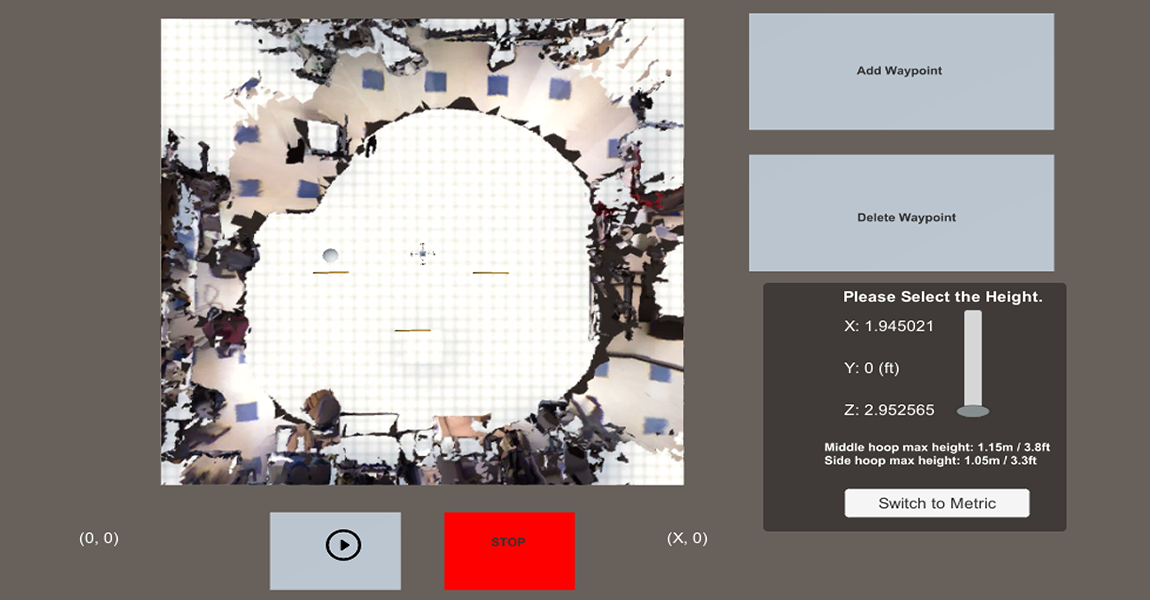 Add Waypoint
Delete Waypoint
Please Select the Height.
X: 1.945021
Y: 0 (ft)
Z: 2.952565
Middle hoop max height: 1.15m / 3.8ft
Side hoop max height: 1.05m / 3.3ft
Switch to Metric
(0, 0)
STOP
(X, 0)